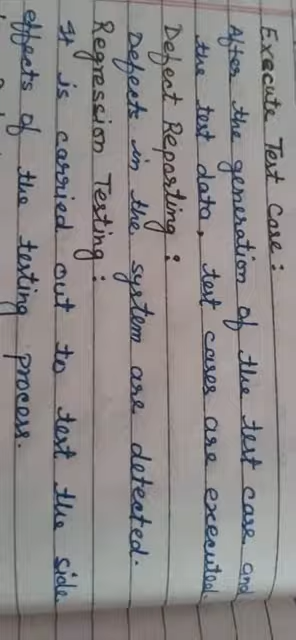 Execute Test Case:
After the generation of the test case and
the test data, test cases are executed.
Defect Reporting:
Defects in the system are detected.
Regression Testing:
It is carried out to test the side
effects of the testing process.